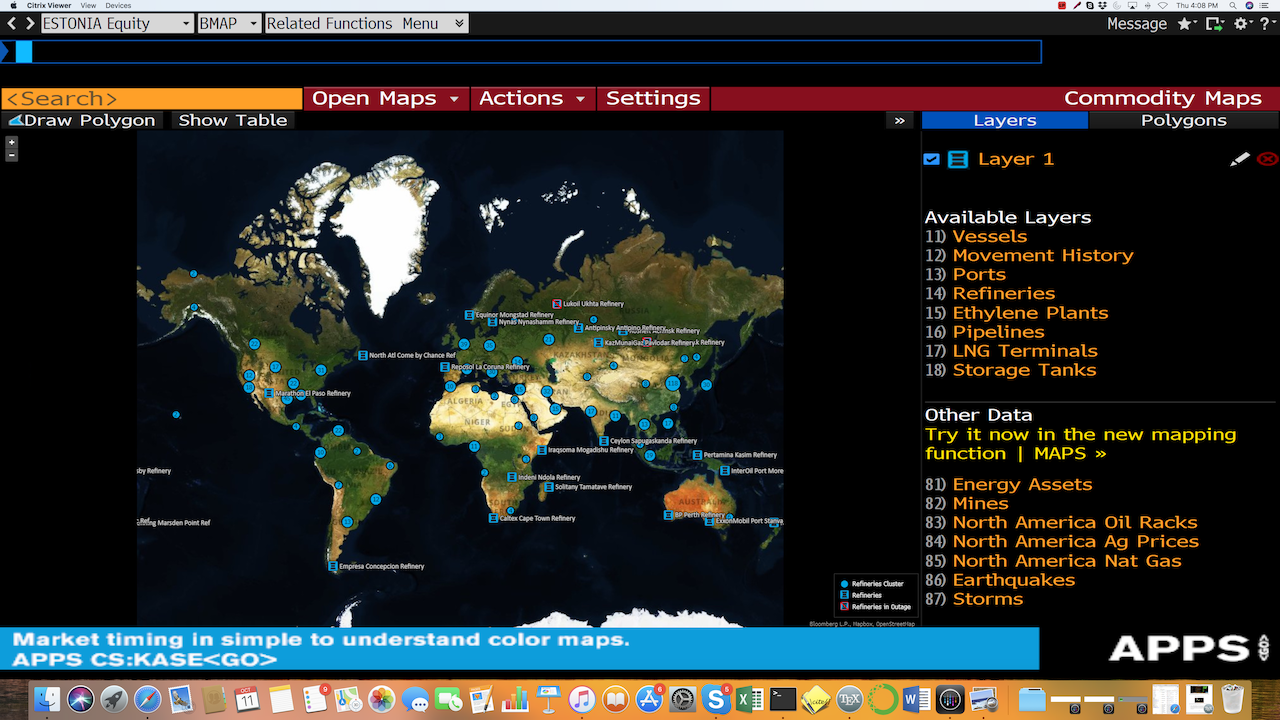 Citrix Viewer View Devices Thu 4:08 PM
ESTONIA Equity BMAP Related Functions Menu Message
<Search> Open Maps Actions Settings Commodity Maps
Draw Polygon Show Table » Layers Polygons
+
−
Layer 1
Available Layers
11) Vessels
12) Movement History
13) Ports
14) Refineries
15) Ethylene Plants
16) Pipelines
17) LNG Terminals
18) Storage Tanks
Other Data
Try it now in the new mapping
function | MAPS »
81) Energy Assets
82) Mines
83) North America Oil Racks
84) North America Ag Prices
85) North America Nat Gas
86) Earthquakes
87) Storms
Lukoil Ukhta Refinery
Equinor Mongstad Refinery
Nynas Nynashamm Refinery
Antipinsky Antipino Refinery
North Atl Come by Chance Ref
Repsol La Coruna Refinery
KAZAKHSTAN
Marathon El Paso Refinery
ALGERIA
NIGER
Ceylon Sapugaskanda Refinery
Iraqsoma Mogadishu Refinery
Pertamina Kasim Refinery
InterOil Port More
Indeni Ndola Refinery
Solitany Tamatave Refinery
AUSTRALIA
BP Perth Refinery
Caltex Cape Town Refinery
ExxonMobil Port Stanva
Empresa Concepcion Refinery
sby Refinery
Marsden Point Ref
Refineries Cluster
Refineries
Refineries in Outage
Bloomberg L.P., Mapbox, OpenStreetMap
Market timing in simple to understand color maps.
APPS CS:KASE<GO>
APPS <GO>